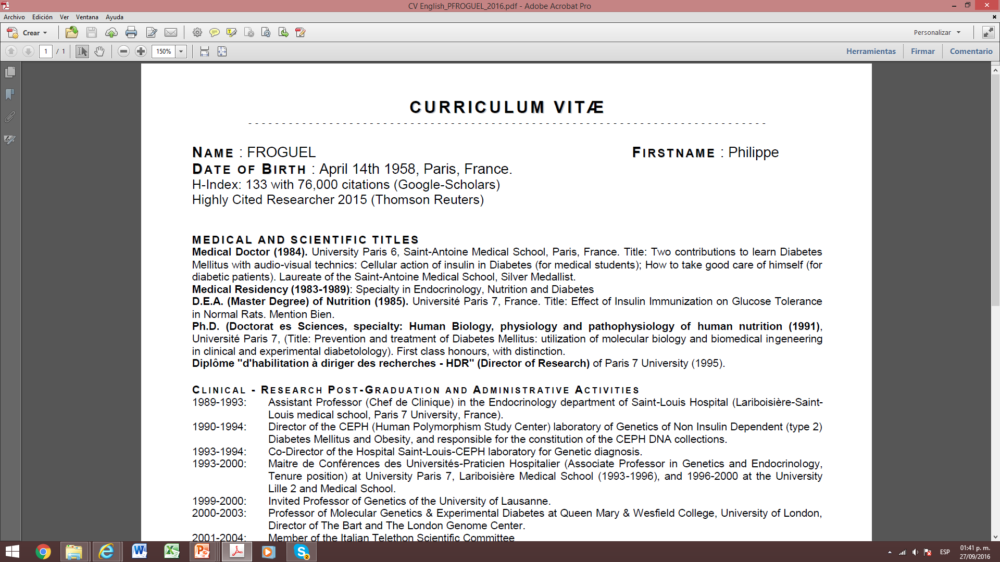 CV English_PFROGUEL_2016.pdf - Adobe Acrobat Pro
Archivo Edición Ver Ventana Ayuda
Crear
Personalizar
1 / 1
150%
Herramientas Firmar Comentario
CURRICULUM VITÆ
--------------------------------------------------------------------------------
NAME : FROGUEL FIRSTNAME : Philippe
DATE OF BIRTH : April 14th 1958, Paris, France.
H-Index: 133 with 76,000 citations (Google-Scholars)
Highly Cited Researcher 2015 (Thomson Reuters)
MEDICAL AND SCIENTIFIC TITLES
Medical Doctor (1984). University Paris 6, Saint-Antoine Medical School, Paris, France. Title: Two contributions to learn Diabetes
Mellitus with audio-visual technics: Cellular action of insulin in Diabetes (for medical students); How to take good care of himself (for
diabetic patients). Laureate of the Saint-Antoine Medical School, Silver Medallist.
Medical Residency (1983-1989): Specialty in Endocrinology, Nutrition and Diabetes
D.E.A. (Master Degree) of Nutrition (1985). Université Paris 7, France. Title: Effect of Insulin Immunization on Glucose Tolerance
in Normal Rats. Mention Bien.
Ph.D. (Doctorat es Sciences, specialty: Human Biology, physiology and pathophysiology of human nutrition (1991),
Université Paris 7, (Title: Prevention and treatment of Diabetes Mellitus: utilization of molecular biology and biomedical ingeneering
in clinical and experimental diabetolology). First class honours, with distinction.
Diplôme "d'habilitation à diriger des recherches - HDR" (Director of Research) of Paris 7 University (1995).
CLINICAL - RESEARCH POST-GRADUATION AND ADMINISTRATIVE ACTIVITIES
1989-1993: Assistant Professor (Chef de Clinique) in the Endocrinology department of Saint-Louis Hospital (Lariboisière-Saint-
Louis medical school, Paris 7 University, France).
1990-1994: Director of the CEPH (Human Polymorphism Study Center) laboratory of Genetics of Non Insulin Dependent (type 2)
Diabetes Mellitus and Obesity, and responsible for the constitution of the CEPH DNA collections.
1993-1994: Co-Director of the Hospital Saint-Louis-CEPH laboratory for Genetic diagnosis.
1993-2000: Maitre de Conférences des Universités-Praticien Hospitalier (Associate Professor in Genetics and Endocrinology,
Tenure position) at University Paris 7, Lariboisière Medical School (1993-1996), and 1996-2000 at the University
Lille 2 and Medical School.
1999-2000: Invited Professor of Genetics of the University of Lausanne.
2000-2003: Professor of Molecular Genetics & Experimental Diabetes at Queen Mary & Wesfield College, University of London,
Director of The Bart and The London Genome Center.
2001-2004: Member of the Italian Telethon Scientific Committee
ESP
01:41 p. m.
27/09/2016